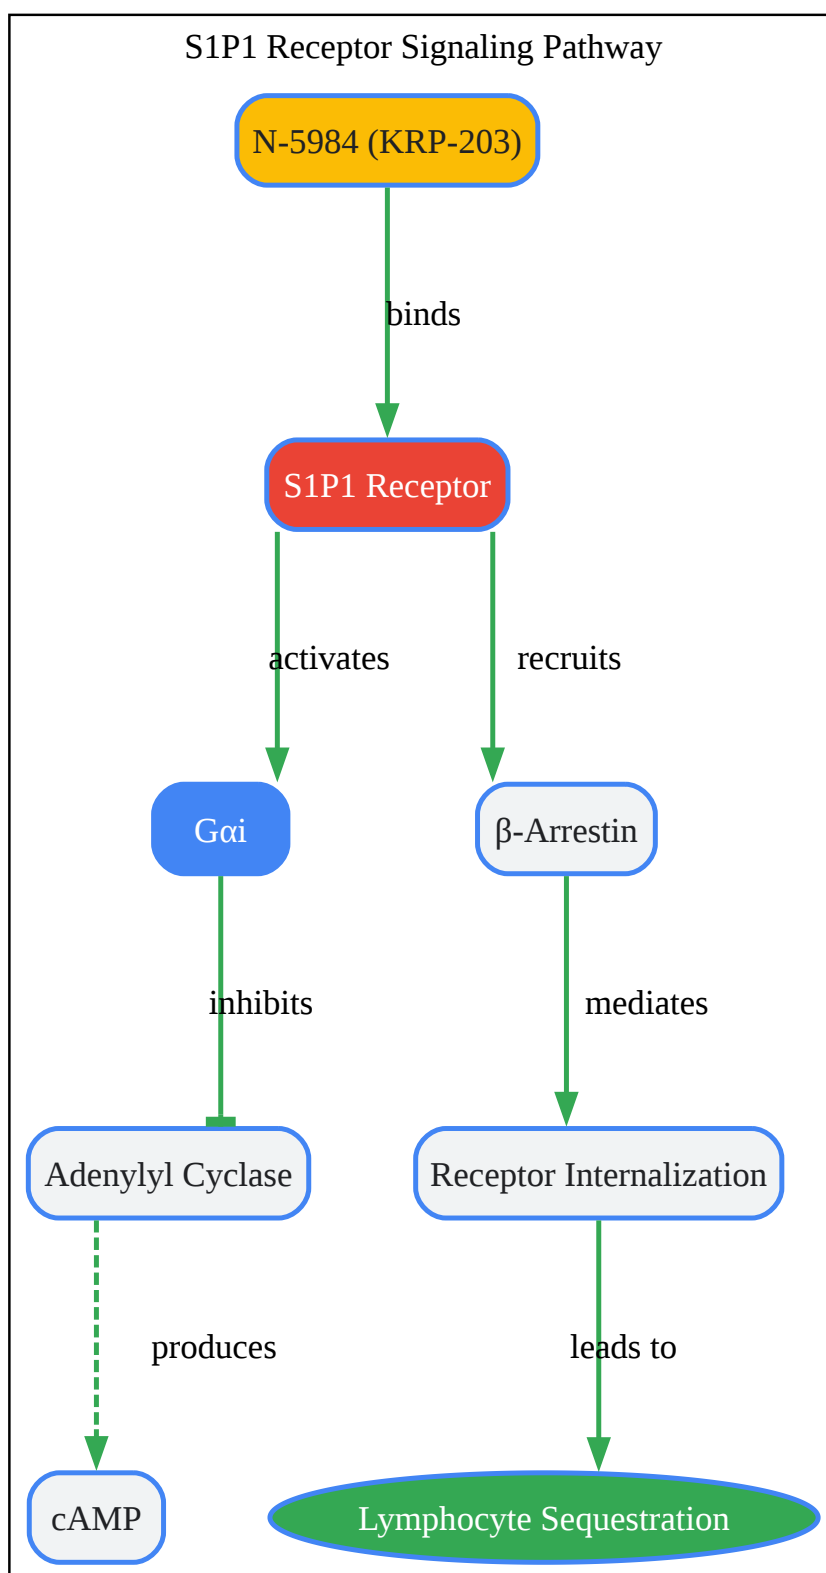 S1P1 Receptor Signaling Pathway
N-5984 (KRP-203)
binds
S1P1 Receptor
activates
recruits
Gαi
β-Arrestin
inhibits
mediates
Adenylyl Cyclase
Receptor Internalization
produces
leads to
cAMP
Lymphocyte Sequestration